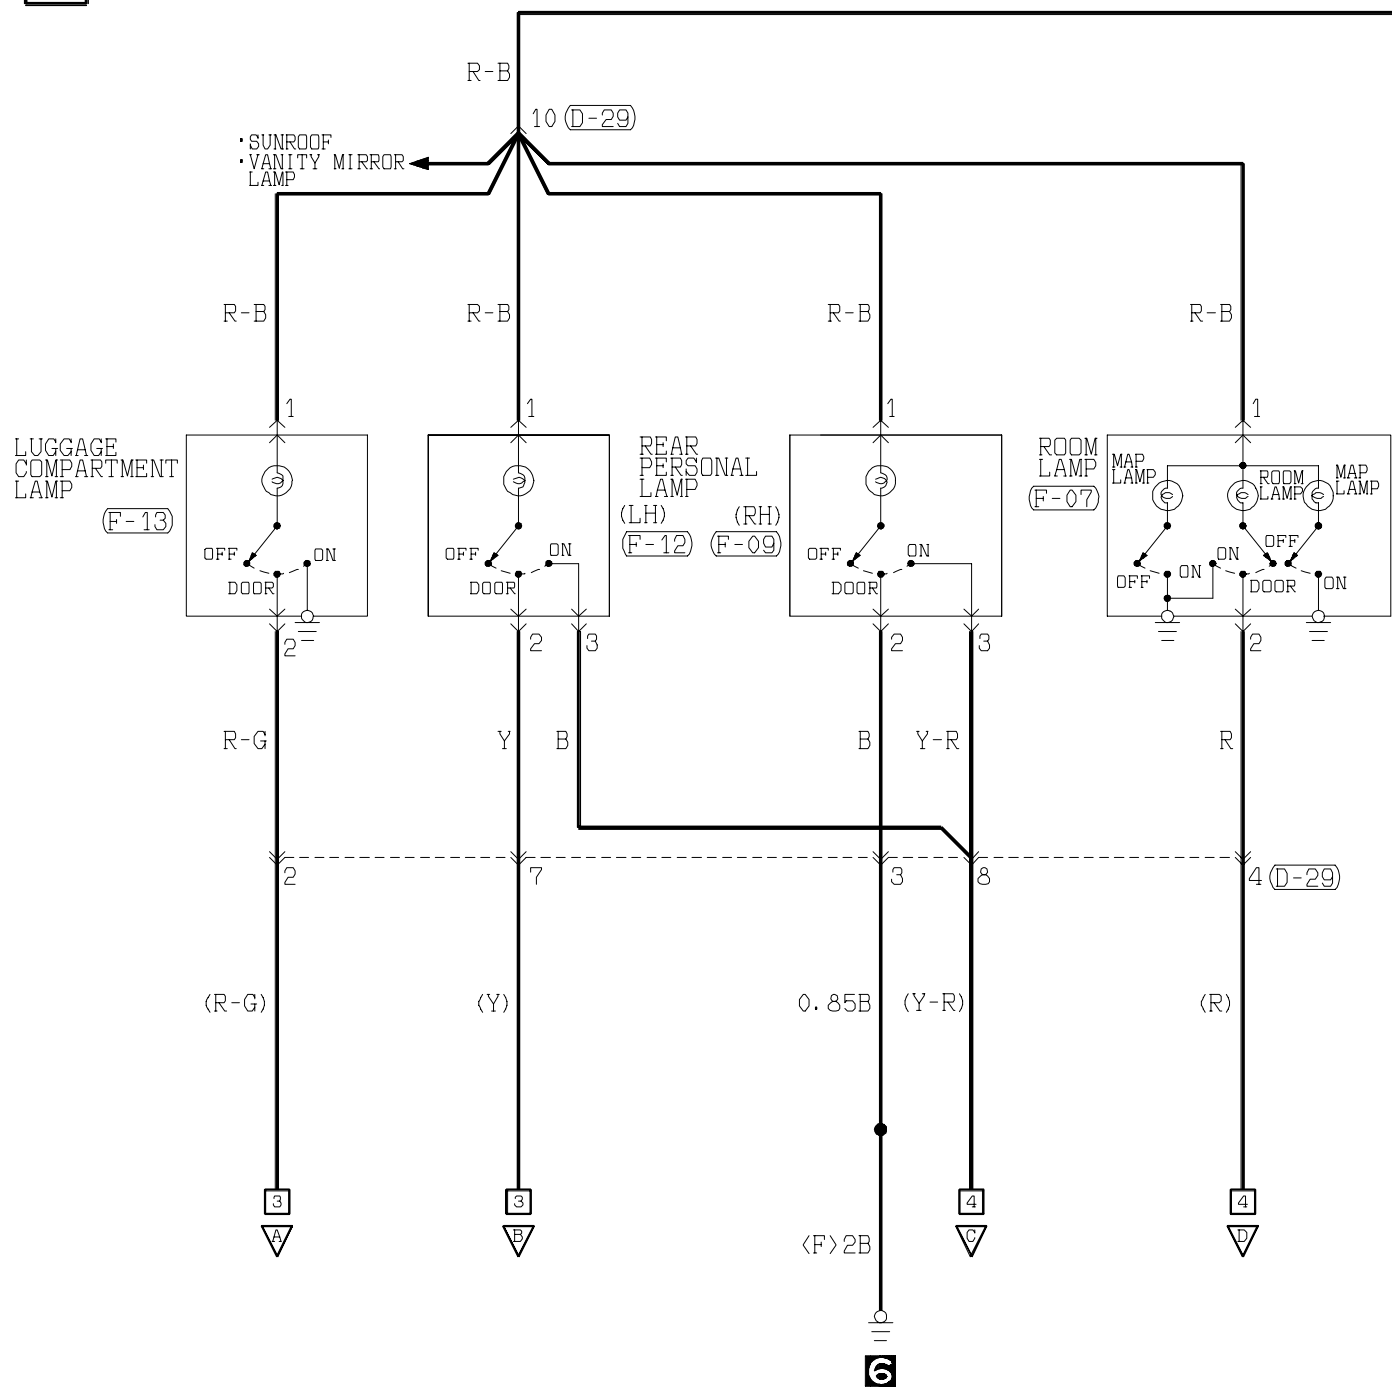 R-B
10 (D-29)
・SUNROOF
・VANITY MIRROR
LAMP
R-B R-B R-B R-B
1 1 1 1
LUGGAGE
COMPARTMENT
LAMP
(F-13)
OFF ON
DOOR
2
REAR
PERSONAL
LAMP
(LH) (RH)
(F-12) (F-09)
OFF ON
DOOR
2 3
OFF ON
DOOR
2 3
ROOM
LAMP
(F-07)
MAP
LAMP
ROOM
LAMP
MAP
LAMP
OFF
ON
OFF ON DOOR ON
2
R-G Y B B Y-R R
2 7 3 8 4 (D-29)
(R-G) (Y) 0.85B (Y-R) (R)
3 3 4 4
A B C D
<F>2B
6